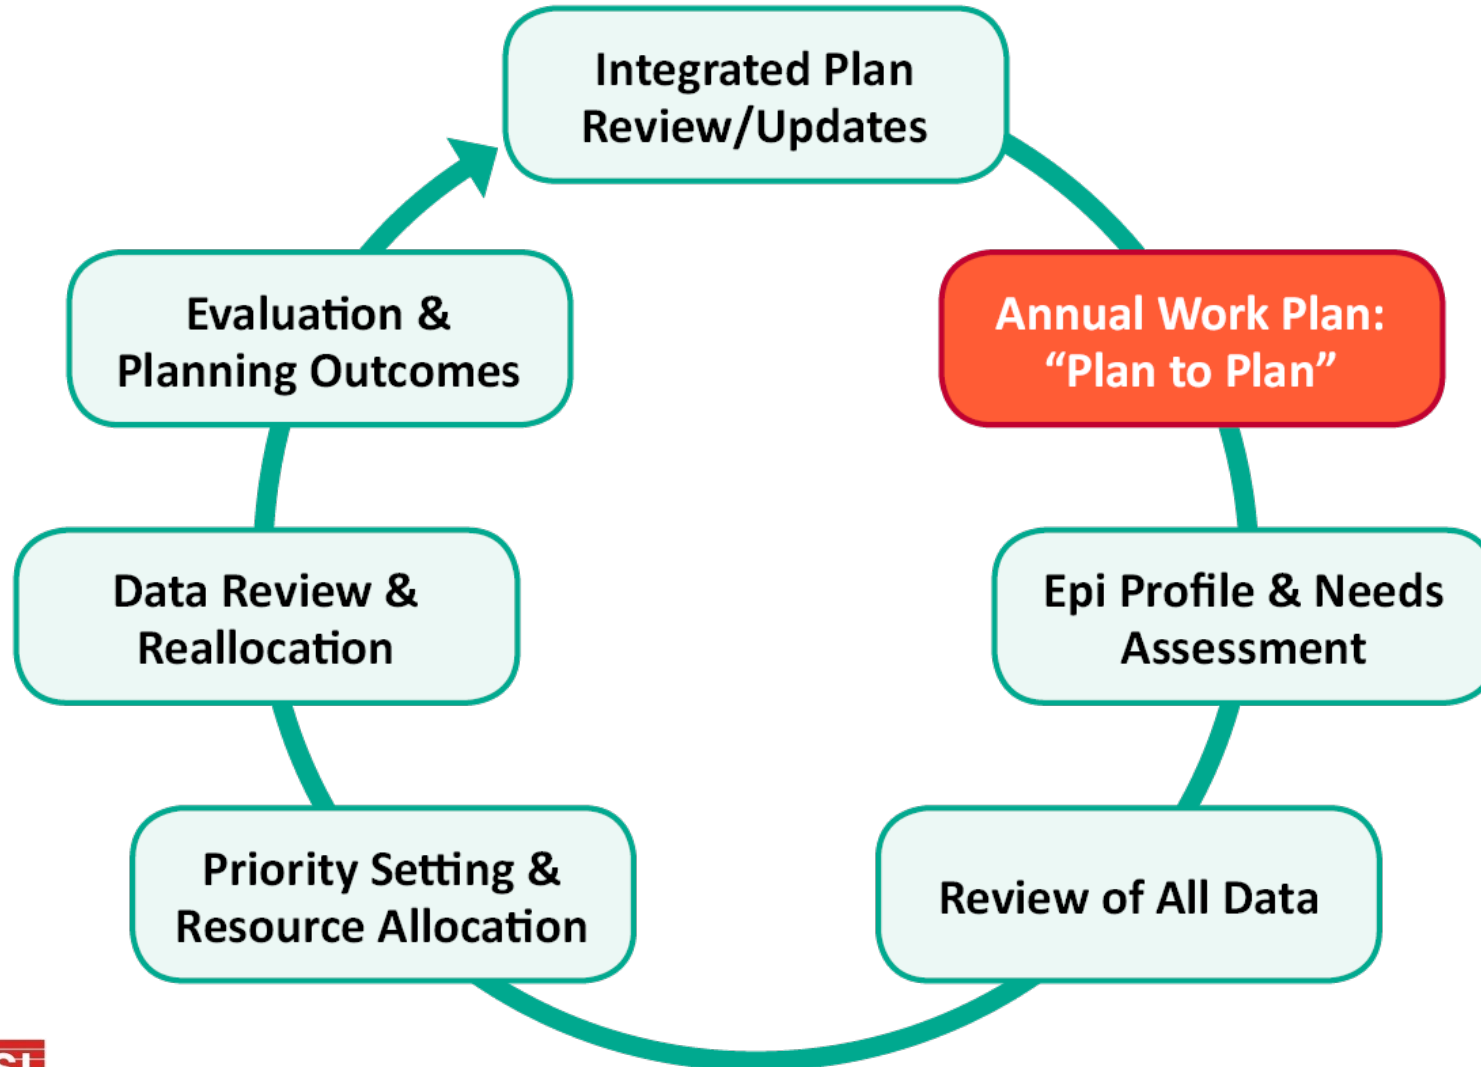 Integrated Plan
Review/Updates
Annual Work Plan:
“Plan to Plan”
Epi Profile & Needs
Assessment
Review of All Data
Priority Setting &
Resource Allocation
Data Review &
Reallocation
Evaluation &
Planning Outcomes